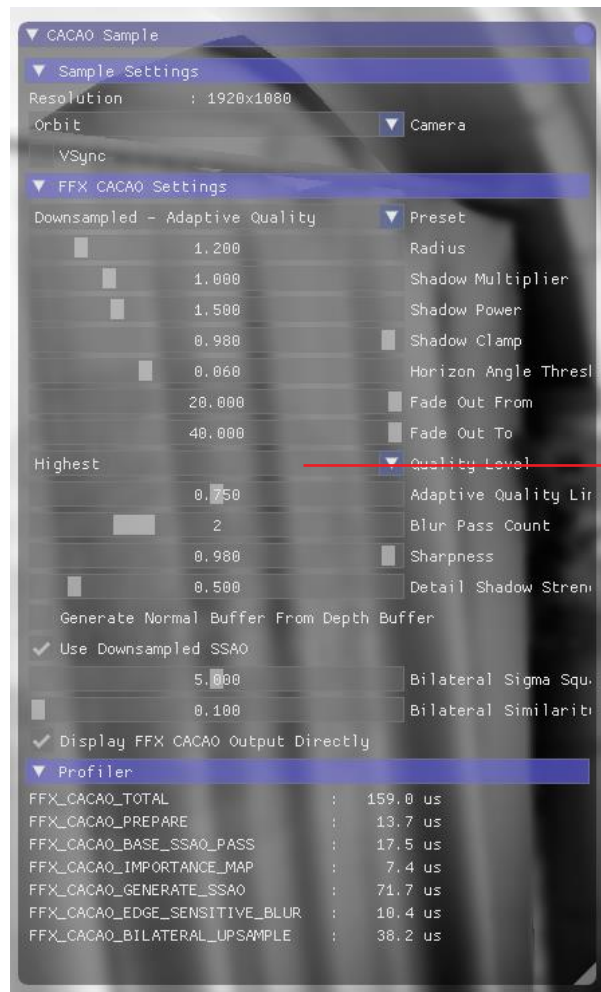 CACAO Sample
Sample Settings
Resolution : 1920x1080
Orbit Camera
VSync
FFX CACAO Settings
Downsampled - Adaptive Quality Preset
1.200 Radius
1.000 Shadow Multiplier
1.500 Shadow Power
0.980 Shadow Clamp
0.060 Horizon Angle Thresl
20.000 Fade Out From
40.000 Fade Out To
Highest Quality Level
0.750 Adaptive Quality Lir
2 Blur Pass Count
0.980 Sharpness
0.500 Detail Shadow Stren
Generate Normal Buffer From Depth Buffer
Use Downsampled SSAO
5.000 Bilateral Sigma Squ
0.100 Bilateral Similarit
Display FFX CACAO Output Directly
Profiler
FFX_CACAO_TOTAL : 159.0 us
FFX_CACAO_PREPARE : 13.7 us
FFX_CACAO_BASE_SSAO_PASS : 17.5 us
FFX_CACAO_IMPORTANCE_MAP : 7.4 us
FFX_CACAO_GENERATE_SSAO : 71.7 us
FFX_CACAO_EDGE_SENSITIVE_BLUR : 10.4 us
FFX_CACAO_BILATERAL_UPSAMPLE : 38.2 us